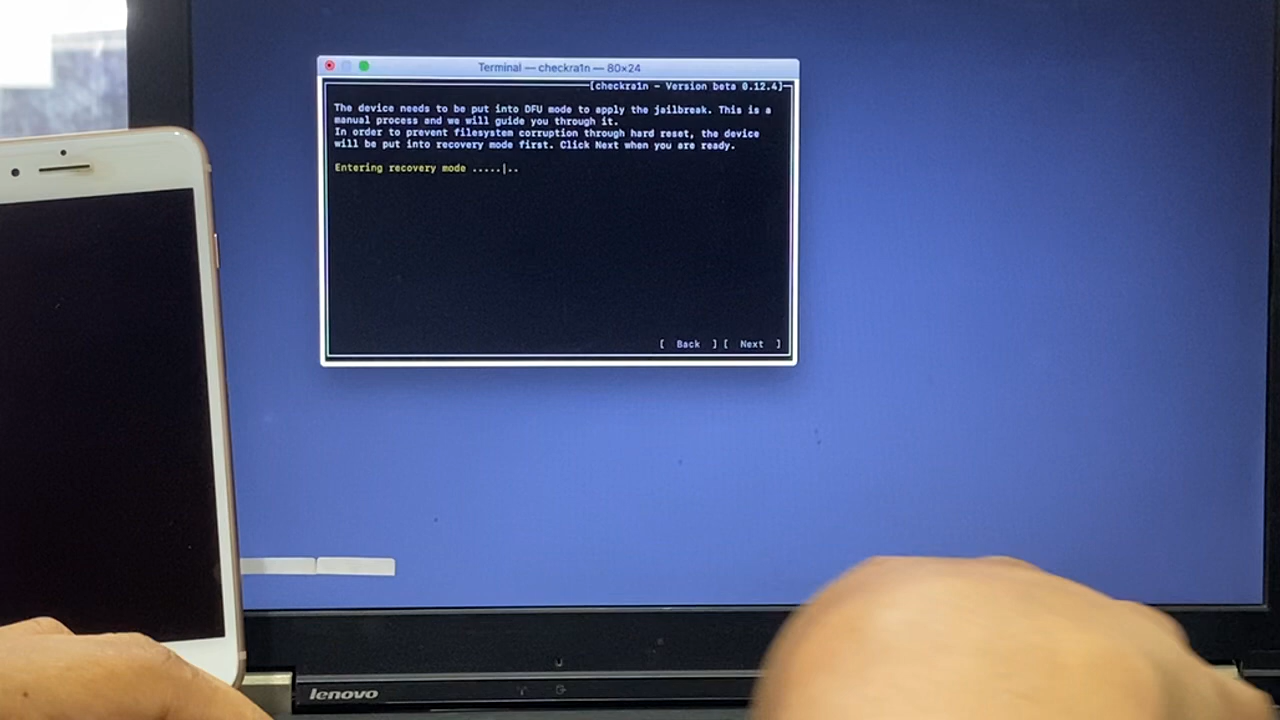 Terminal — checkra1n — 80×24
[checkra1n - Version beta 0.12.4]
The device needs to be put into DFU mode to apply the jailbreak. This is a
manual process and we will guide you through it.
In order to prevent filesystem corruption through hard reset, the device
will be put into recovery mode first. Click Next when you are ready.
Entering recovery mode .....|..
[ Back ] [ Next ]
lenovo